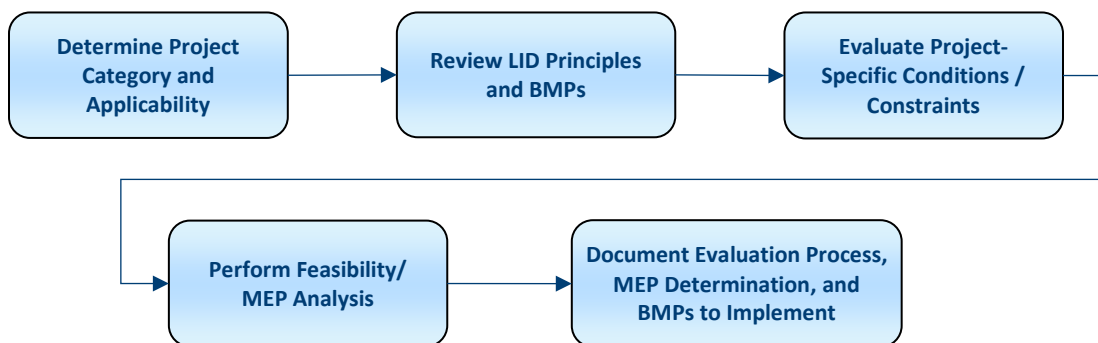 Determine Project
Category and
Applicability
Review LID Principles
and BMPs
Evaluate Project-
Specific Conditions /
Constraints
Perform Feasibility/
MEP Analysis
Document Evaluation Process,
MEP Determination, and
BMPs to Implement